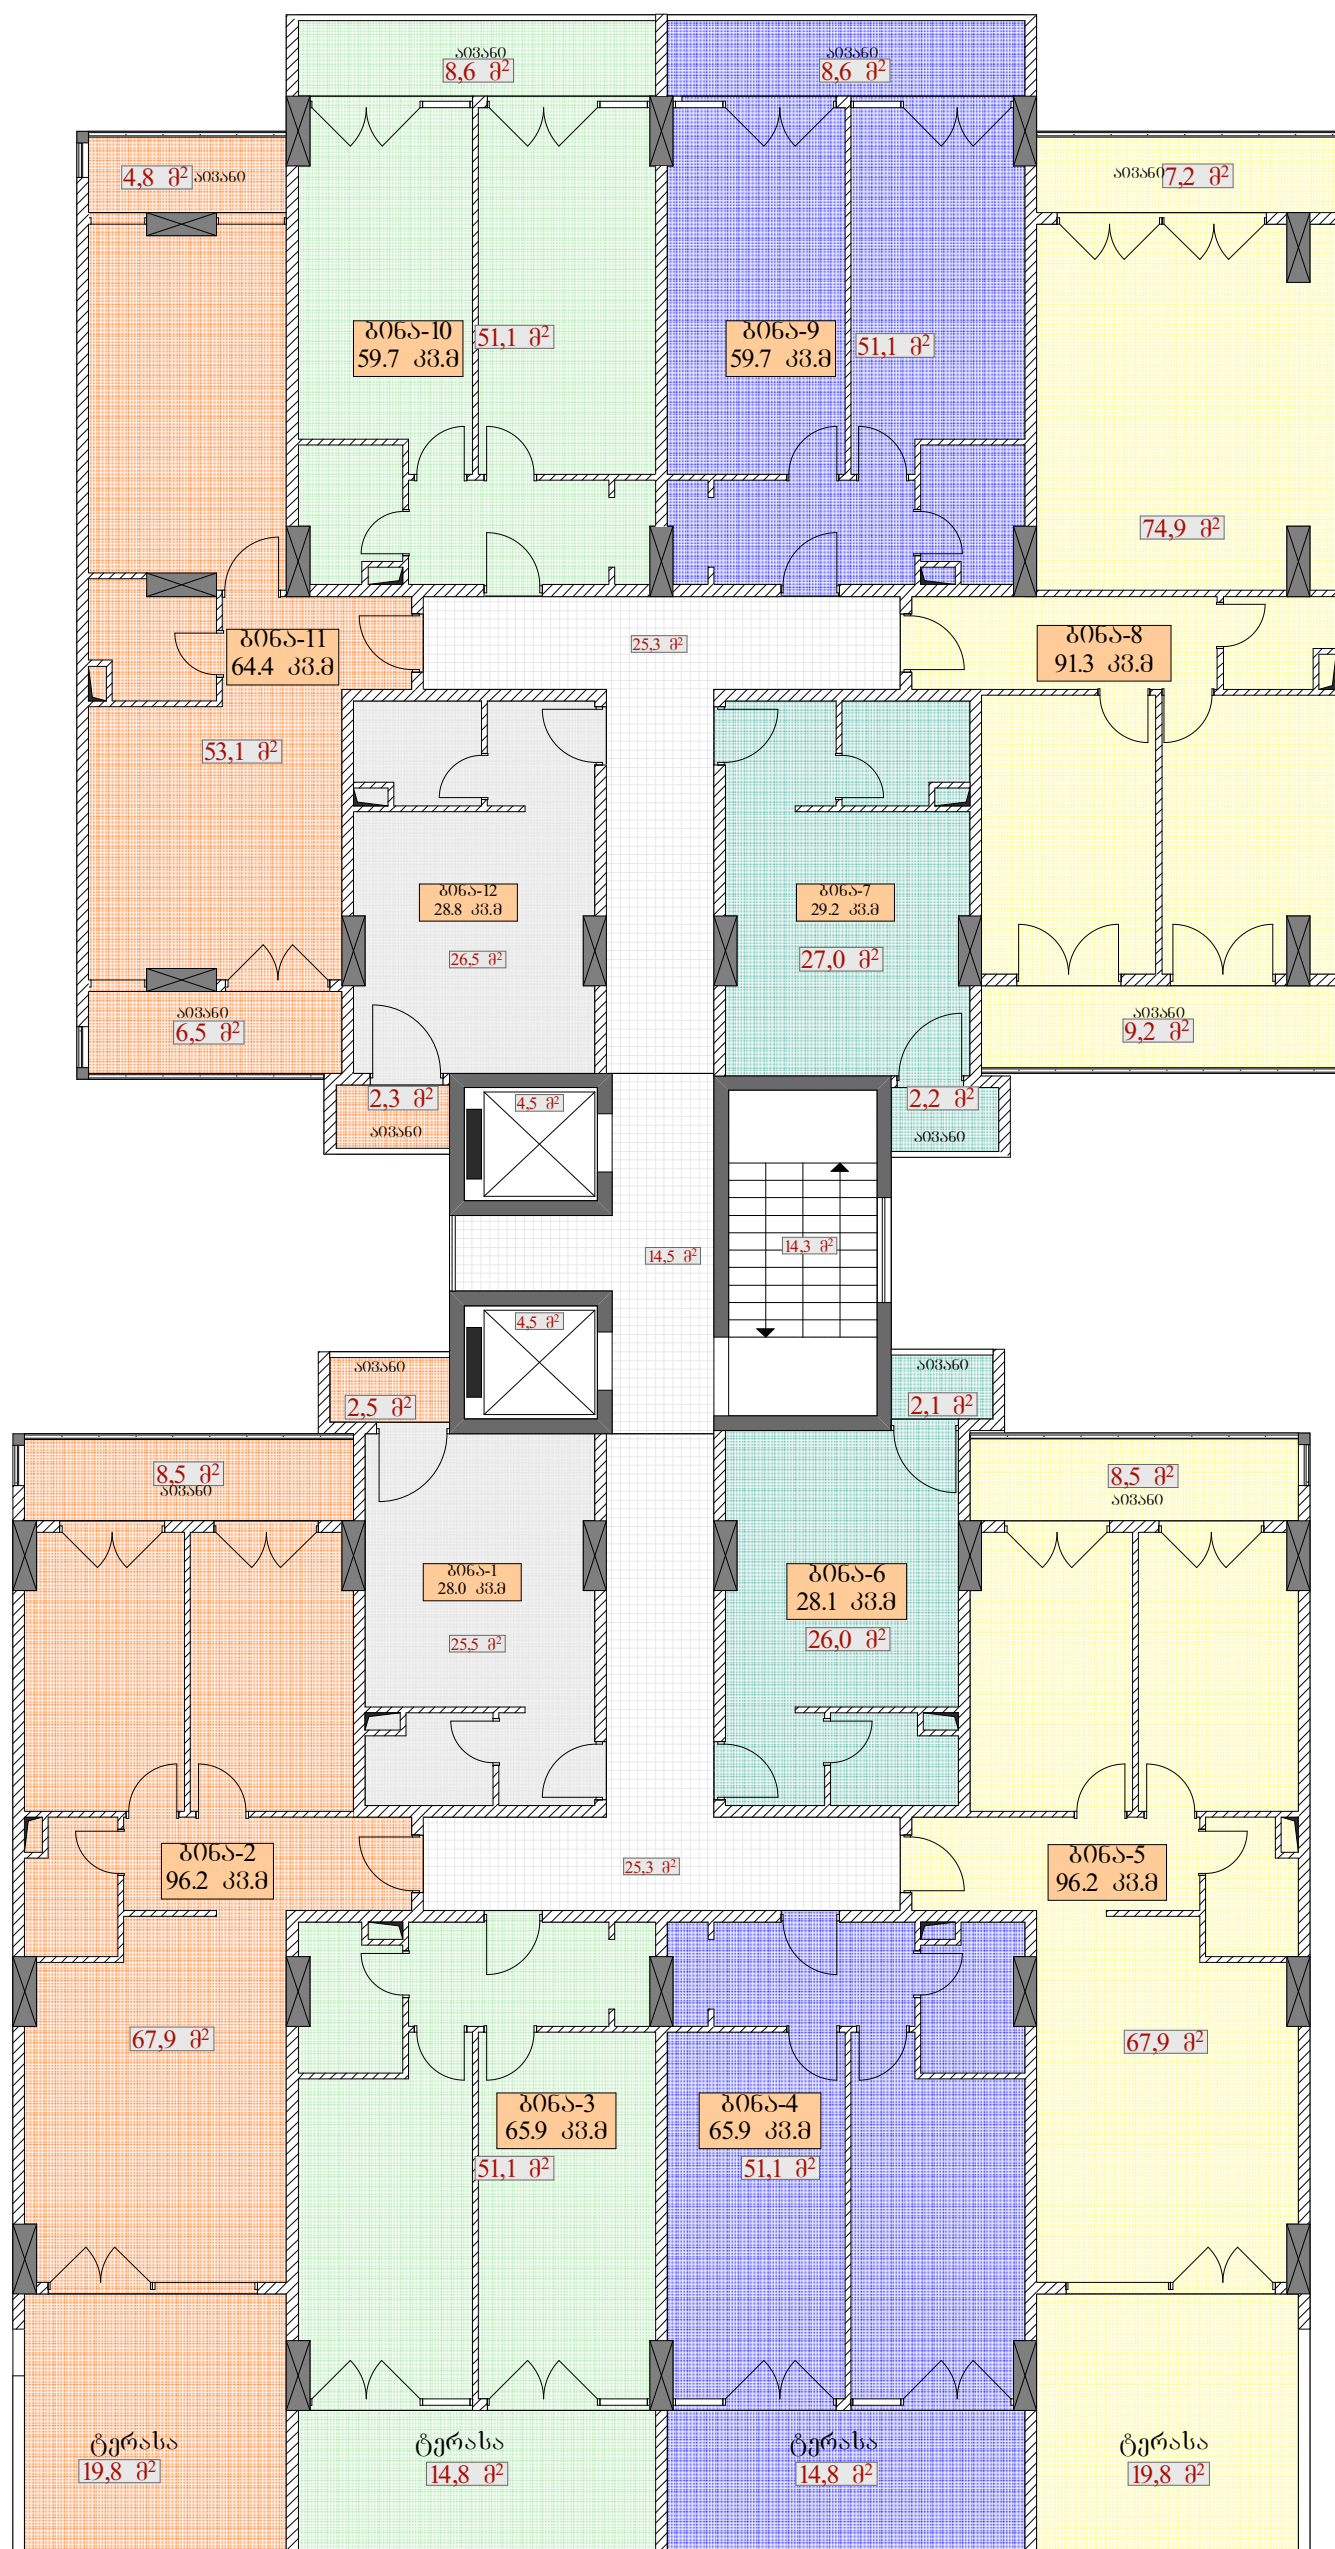 აივანი
8,6 მ²
აივანი
8,6 მ²
4,8 მ² აივანი
აივანი 7,2 მ²
ბინა-10
59.7 კვ.მ
51,1 მ²
ბინა-9
59.7 კვ.მ
51,1 მ²
74,9 მ²
ბინა-11
64.4 კვ.მ
25,3 მ²
ბინა-8
91.3 კვ.მ
53,1 მ²
ბინა-12
28.8 კვ.მ
26,5 მ²
ბინა-7
29.2 კვ.მ
27,0 მ²
აივანი
6,5 მ²
აივანი
9,2 მ²
2,3 მ²
აივანი
4,5 მ²
2,2 მ²
აივანი
14,5 მ²
14,3 მ²
4,5 მ²
აივანი
2,5 მ²
აივანი
2,1 მ²
8,5 მ²
აივანი
8,5 მ²
აივანი
ბინა-1
28.0 კვ.მ
25,5 მ²
ბინა-6
28.1 კვ.მ
26,0 მ²
ბინა-2
96.2 კვ.მ
25,3 მ²
ბინა-5
96.2 კვ.მ
67,9 მ²
67,9 მ²
ბინა-3
65.9 კვ.მ
51,1 მ²
ბინა-4
65.9 კვ.მ
51,1 მ²
ტერასა
19,8 მ²
ტერასა
14,8 მ²
ტერასა
14,8 მ²
ტერასა
19,8 მ²